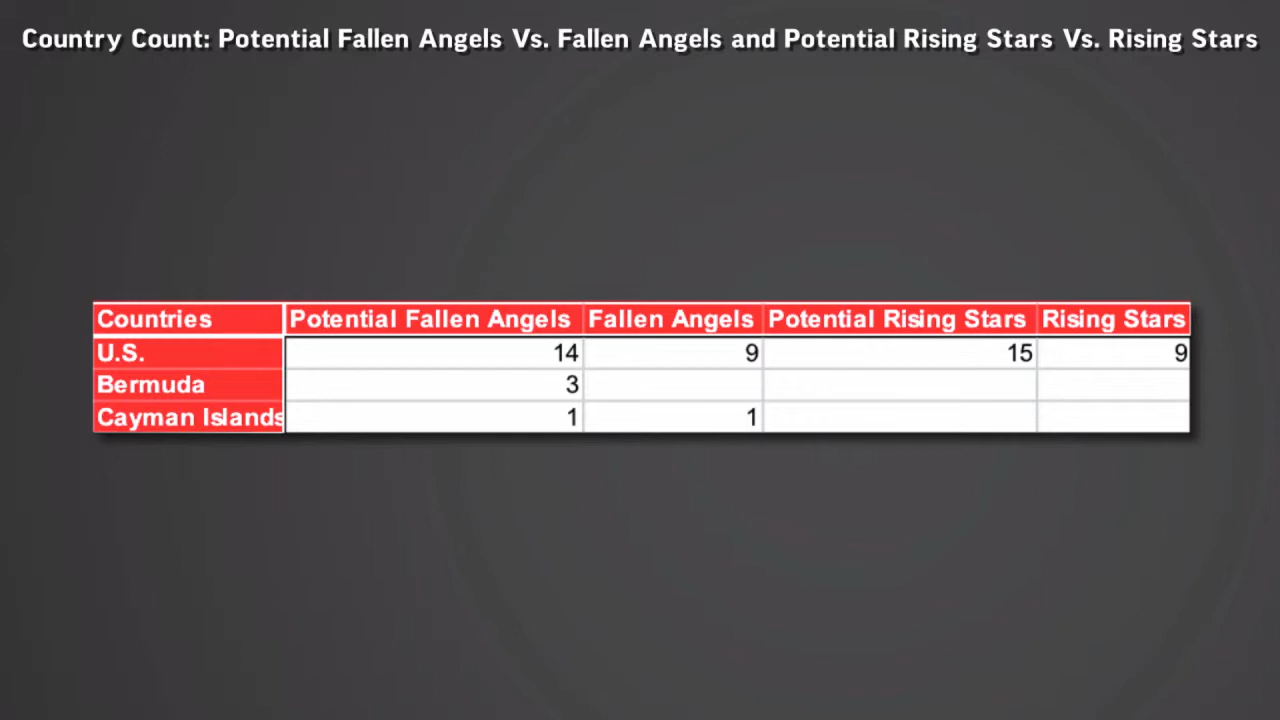 Country Count: Potential Fallen Angels Vs. Fallen Angels and Potential Rising Stars Vs. Rising Stars
Countries Potential Fallen Angels Fallen Angels Potential Rising Stars Rising Stars
U.S. 14 9 15 9
Bermuda 3
Cayman Islands 1 1